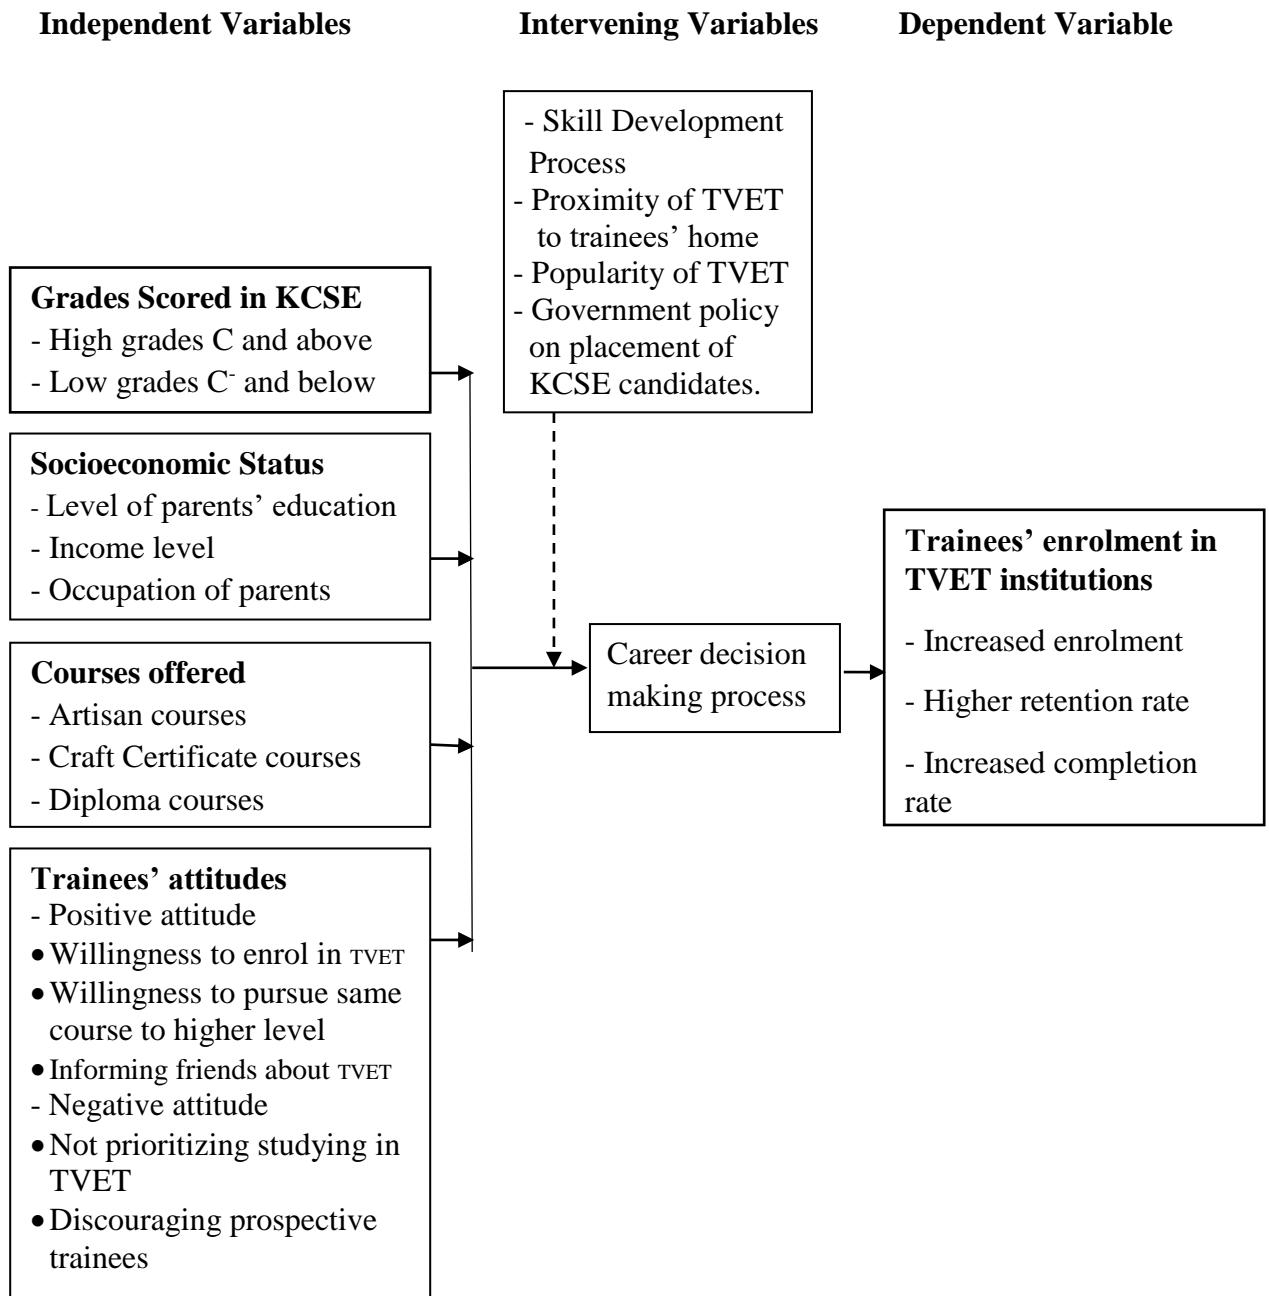 Independent Variables
Intervening Variables
Dependent Variable
- Skill Development
Process
- Proximity of TVET
to trainees’ home
- Popularity of TVET
- Government policy
on placement of
KCSE candidates.
Grades Scored in KCSE
- High grades C and above
- Low grades C- and below
Socioeconomic Status
- Level of parents’ education
- Income level
- Occupation of parents
Courses offered
- Artisan courses
- Craft Certificate courses
- Diploma courses
Trainees’ attitudes
- Positive attitude
• Willingness to enrol in TVET
• Willingness to pursue same
course to higher level
• Informing friends about TVET
- Negative attitude
• Not prioritizing studying in
TVET
• Discouraging prospective
trainees
Career decision
making process
Trainees’ enrolment in
TVET institutions
- Increased enrolment
- Higher retention rate
- Increased completion
rate